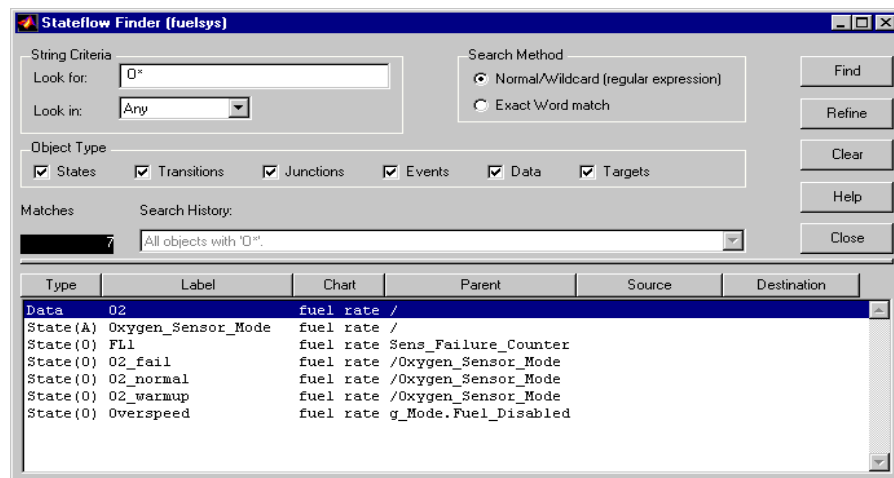 Stateflow Finder (fuelsys)
String Criteria
Look for: O*
Look in: Any
Search Method
Normal/Wildcard (regular expression)
Exact Word match
Find
Refine
Clear
Help
Close
Object Type
States Transitions Junctions Events Data Targets
Matches Search History:
7 All objects with 'O*'.
Type Label Chart Parent Source Destination
Data O2 fuel rate /
State(A) Oxygen_Sensor_Mode fuel rate /
State(O) FL1 fuel rate Sens_Failure_Counter
State(O) O2_fail fuel rate /Oxygen_Sensor_Mode
State(O) O2_normal fuel rate /Oxygen_Sensor_Mode
State(O) O2_warmup fuel rate /Oxygen_Sensor_Mode
State(O) Overspeed fuel rate g_Mode.Fuel_Disabled